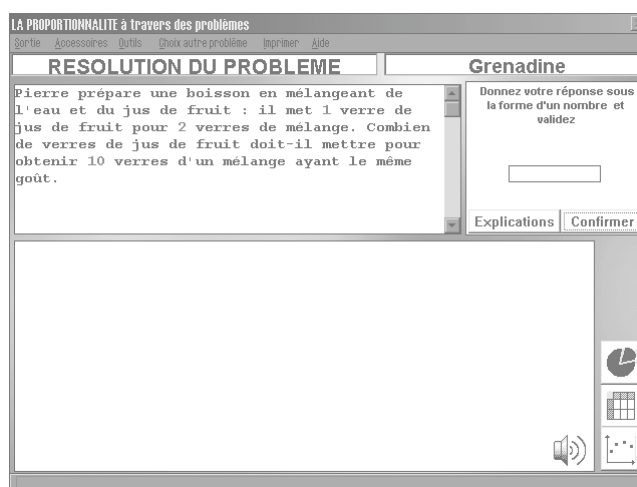 LA PROPORTIONNALITE à travers des problèmes
Sortie Accessoires Outils Choix autre problème Imprimer Aide
RESOLUTION DU PROBLEME
Grenadine
Pierre prépare une boisson en mélangeant de
l'eau et du jus de fruit : il met 1 verre de
jus de fruit pour 2 verres de mélange. Combien
de verres de jus de fruit doit-il mettre pour
obtenir 10 verres d'un mélange ayant le même
goût.
Donnez votre réponse sous
la forme d'un nombre et
validez
Explications Confirmer